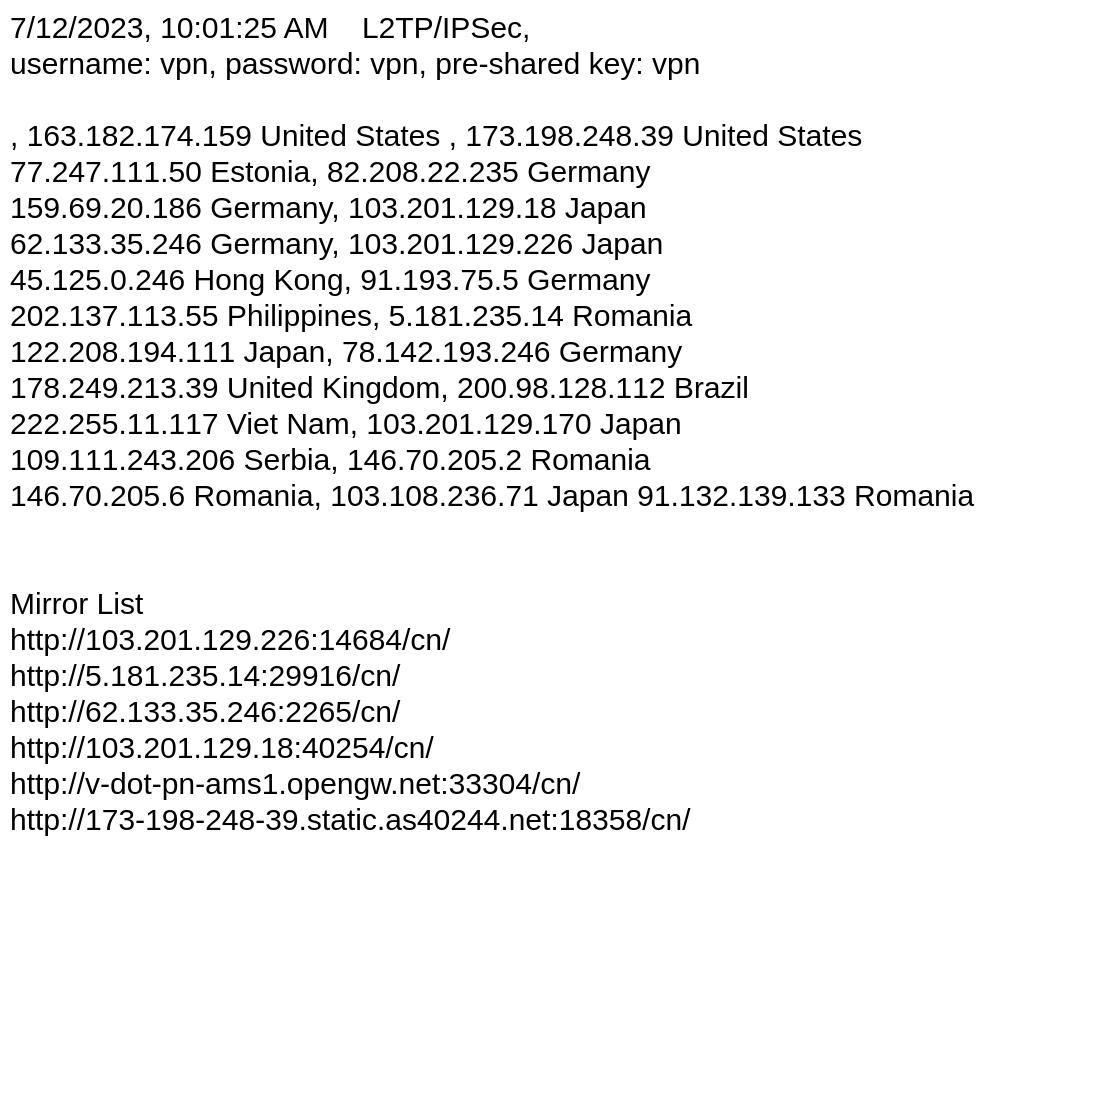 7/12/2023, 10:01:25 AM    L2TP/IPSec,
username: vpn, password: vpn, pre-shared key: vpn
, 163.182.174.159 United States , 173.198.248.39 United States
77.247.111.50 Estonia, 82.208.22.235 Germany
159.69.20.186 Germany, 103.201.129.18 Japan
62.133.35.246 Germany, 103.201.129.226 Japan
45.125.0.246 Hong Kong, 91.193.75.5 Germany
202.137.113.55 Philippines, 5.181.235.14 Romania
122.208.194.111 Japan, 78.142.193.246 Germany
178.249.213.39 United Kingdom, 200.98.128.112 Brazil
222.255.11.117 Viet Nam, 103.201.129.170 Japan
109.111.243.206 Serbia, 146.70.205.2 Romania
146.70.205.6 Romania, 103.108.236.71 Japan 91.132.139.133 Romania
Mirror List
http://103.201.129.226:14684/cn/
http://5.181.235.14:29916/cn/
http://62.133.35.246:2265/cn/
http://103.201.129.18:40254/cn/
http://v-dot-pn-ams1.opengw.net:33304/cn/
http://173-198-248-39.static.as40244.net:18358/cn/